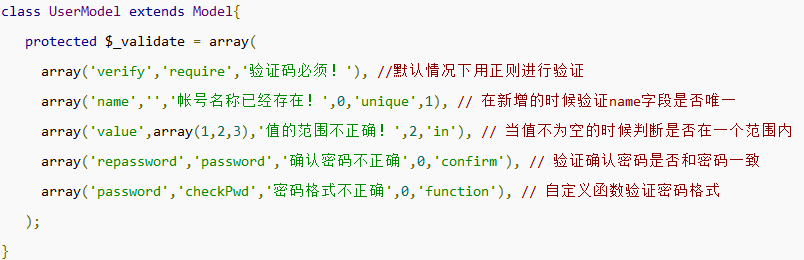 class UserModel extends Model{
protected $_validate = array(
array('verify','require','验证码必须！'), //默认情况下用正则进行验证
array('name','','帐号名称已经存在！',0,'unique',1), // 在新增的时候验证name字段是否唯一
array('value',array(1,2,3),'值的范围不正确！',2,'in'), // 当值不为空的时候判断是否在一个范围内
array('repassword','password','确认密码不正确',0,'confirm'), // 验证确认密码是否和密码一致
array('password','checkPwd','密码格式不正确',0,'function'), // 自定义函数验证密码格式
);
}